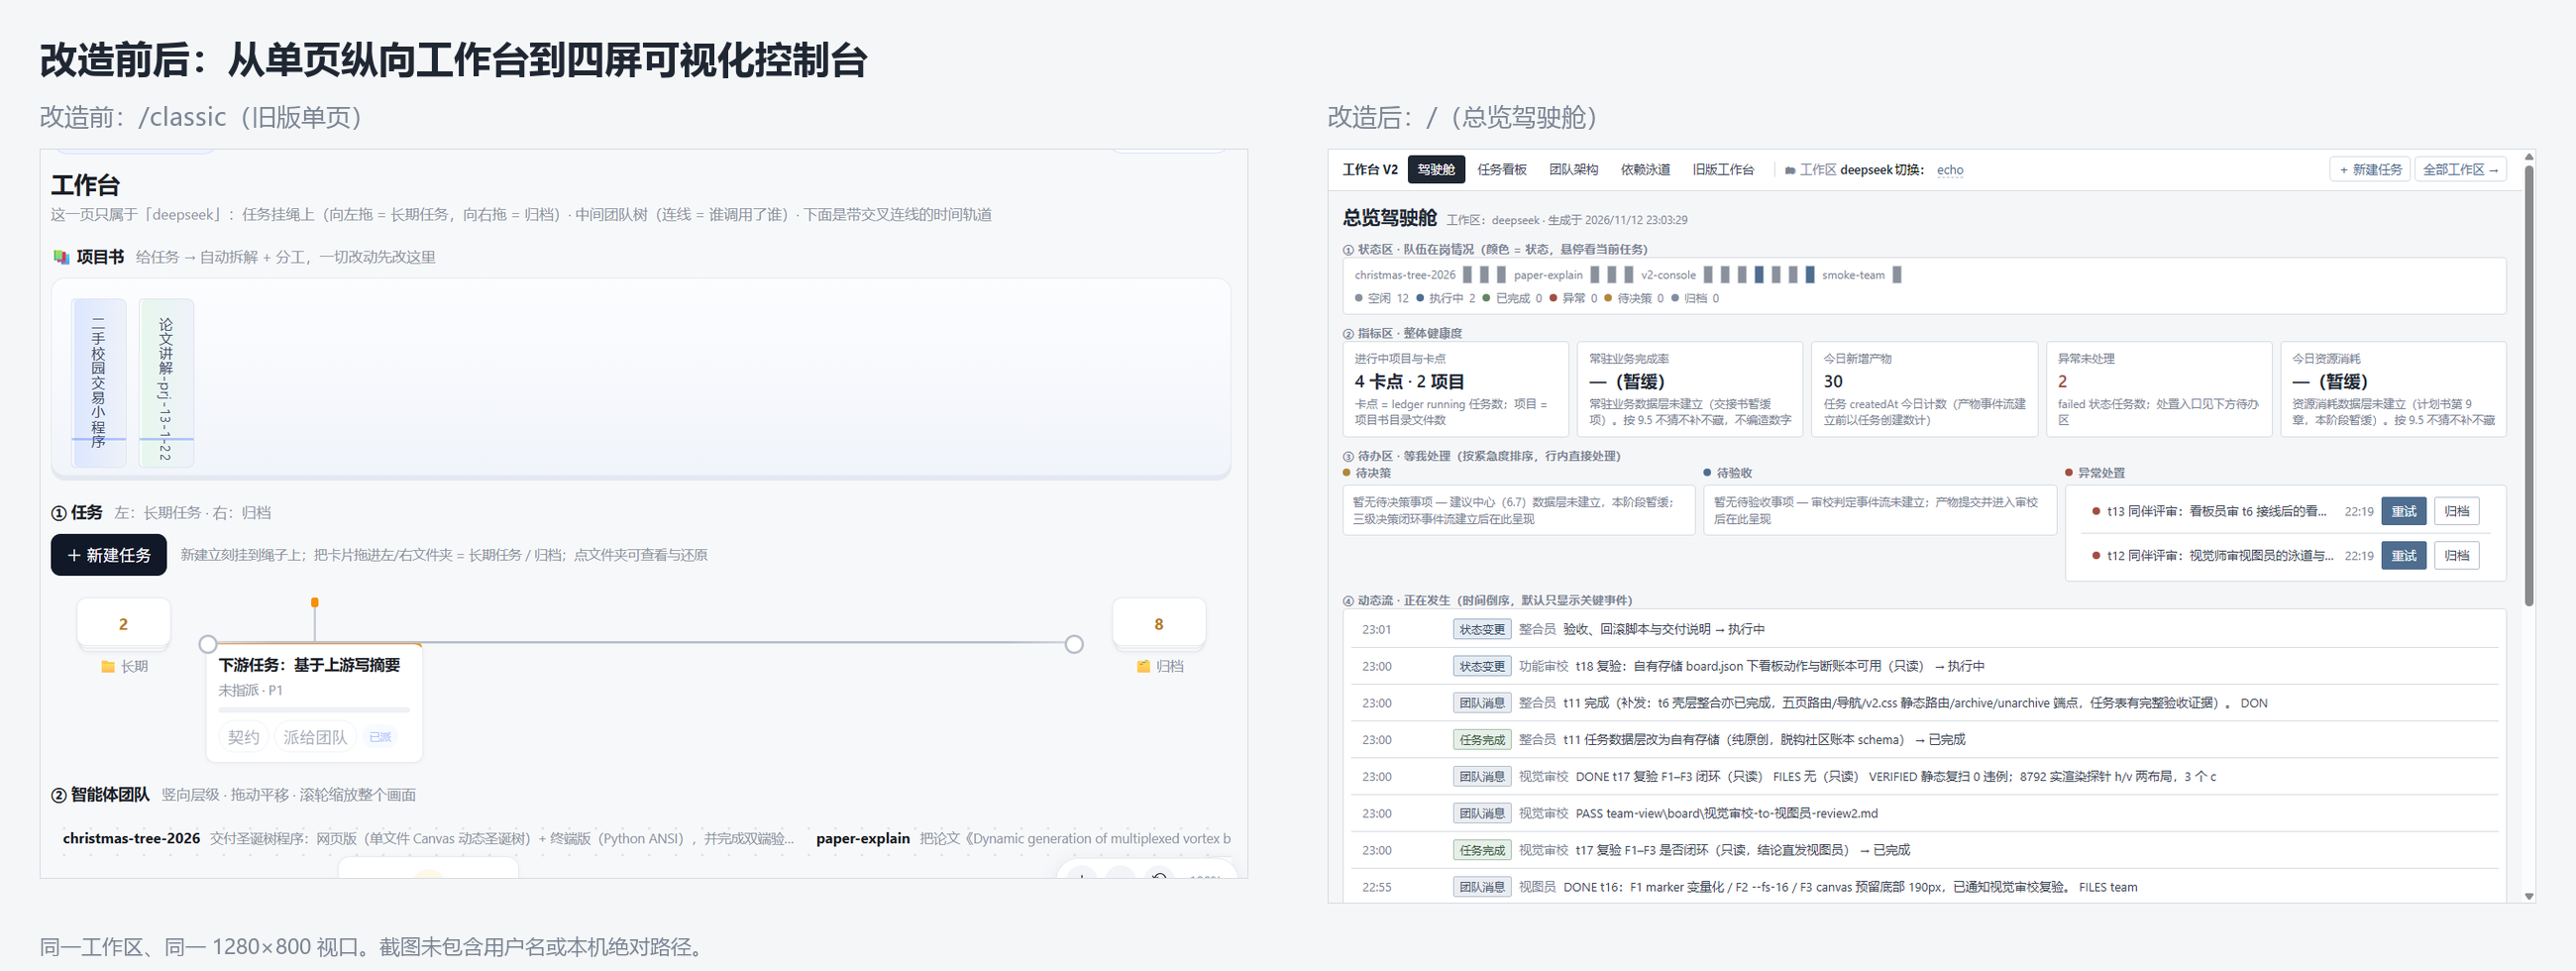 改造前后：从单页纵向工作台到四屏可视化控制台
改造前：/classic（旧版单页）
工作台
这一页只属于「deepseek」：任务挂绳上（向左拖 = 长期任务，向右拖 = 归档）· 中间团队树（连线 = 谁调用了谁）· 下面是带交叉连线的时间轨道
项目书 给任务 → 自动拆解 + 分工，一切改动先改这里
二手校园交易小程序
论文讲解-prj-13-1-22
① 任务 左：长期任务 · 右：归档
＋ 新建任务 新建立刻挂到绳子上；把卡片拖进左/右文件夹 = 长期任务 / 归档；点文件夹可查看与还原
2
长期
8
归档
下游任务：基于上游写摘要
未指派 · P1
契约 派给团队 已派
② 智能体团队 竖向层级 · 拖动平移 · 滚轮缩放整个画面
christmas-tree-2026 交付圣诞树程序：网页版（单文件 Canvas 动态圣诞树）+ 终端版（Python ANSI），并完成双端验... paper-explain 把论文《Dynamic generation of multiplexed vortex b
改造后：/（总览驾驶舱）
工作台 V2 驾驶舱 任务看板 团队架构 依赖泳道 旧版工作台 工作区 deepseek 切换： echo ＋ 新建任务 全部工作区 →
总览驾驶舱 工作区：deepseek · 生成于 2026/11/12 23:03:29
① 状态区 · 队伍在岗情况（颜色 = 状态，悬停看当前任务）
christmas-tree-2026 paper-explain v2-console smoke-team
空闲 12 执行中 2 已完成 0 异常 0 待决策 0 归档 0
② 指标区 · 整体健康度
进行中项目与卡点
4 卡点 · 2 项目
卡点 = ledger running 任务数；项目 =
项目书目录文件数
常驻业务完成率
—（暂缓）
常驻业务数据层未建立（交接书暂缓
项）。按 9.5 不猜不补不藏，不编造数字
今日新增产物
30
任务 createdAt 今日计数（产物事件流建
立前以任务创建数计）
异常未处理
2
failed 状态任务数；处置入口见下方待办
区
今日资源消耗
—（暂缓）
资源消耗数据层未建立（计划书第 9
章，本阶段暂缓）。按 9.5 不猜不补不藏
③ 待办区 · 等我处理（按紧急度排序，行内直接处理）
待决策
暂无待决策事项 — 建议中心（6.7）数据层未建立，本阶段暂缓；
三级决策闭环事件流建立后在此呈现
待验收
暂无待验收事项 — 审校判定事件流未建立；产物提交并进入审校
后在此呈现
异常处置
t13 同伴评审：看板员审 t6 接线后的看... 22:19 重试 归档
t12 同伴评审：视觉师审视图员的泳道与... 22:19 重试 归档
④ 动态流 · 正在发生（时间倒序，默认只显示关键事件）
23:01 状态变更 整合员 验收、回滚脚本与交付说明 → 执行中
23:00 状态变更 功能审校 t18 复验：自有存储 board.json 下看板动作与断账本可用（只读） → 执行中
23:00 团队消息 整合员 t11 完成（补发：t6 壳层整合亦已完成，五页路由/导航/v2.css 静态路由/archive/unarchive 端点，任务表有完整验收证据）。 DON
23:00 任务完成 整合员 t11 任务数据层改为自有存储（纯原创，脱钩社区账本 schema） → 已完成
23:00 团队消息 视觉审校 DONE t17 复验 F1–F3 闭环（只读） FILES 无（只读） VERIFIED 静态复扫 0 违例；8792 实渲染探针 h/v 两布局，3 个 c
23:00 团队消息 视觉审校 PASS team-view\board\视觉审校-to-视图员-review2.md
23:00 任务完成 视觉审校 t17 复验 F1–F3 是否闭环（只读，结论直发视图员） → 已完成
22:55 团队消息 视图员 DONE t16：F1 marker 变量化 / F2 --fs-16 / F3 canvas 预留底部 190px，已通知视觉审校复验。 FILES team
同一工作区、同一 1280×800 视口。截图未包含用户名或本机绝对路径。